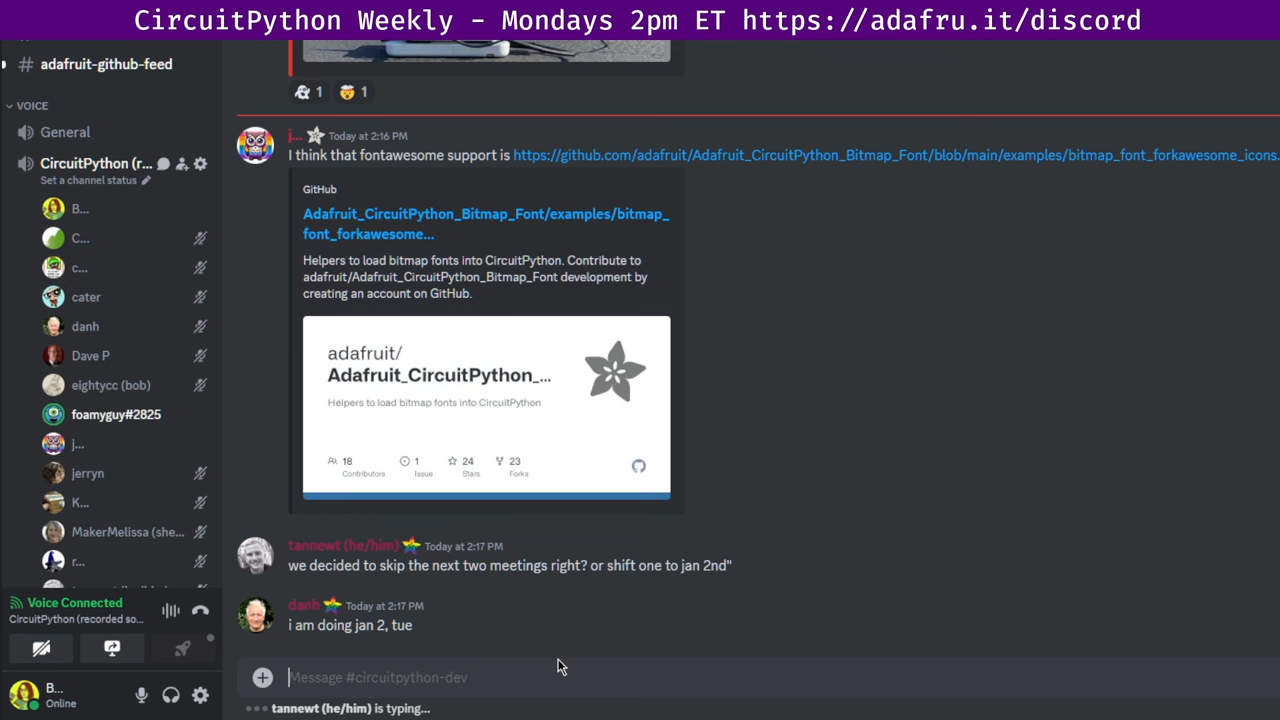 CircuitPython Weekly - Mondays 2pm ET https://adafru.it/discord
# adafruit-github-feed
VOICE
General
CircuitPython (r...
Set a channel status
B...
C...
c...
cater
danh
Dave P
eightycc (bob)
foamyguy#2825
j...
jerryn
K...
MakerMelissa (she...
r...
Voice Connected
CircuitPython (recorded so...
B...
Online
1
1
j... Today at 2:16 PM
I think that fontawesome support is https://github.com/adafruit/Adafruit_CircuitPython_Bitmap_Font/blob/main/examples/bitmap_font_forkawesome_icons.
GitHub
Adafruit_CircuitPython_Bitmap_Font/examples/bitmap_
font_forkawesome...
Helpers to load bitmap fonts into CircuitPython. Contribute to
adafruit/Adafruit_CircuitPython_Bitmap_Font development by
creating an account on GitHub.
adafruit/
Adafruit_CircuitPython_...
Helpers to load bitmap fonts into CircuitPython
18 Contributors
1 Issue
24 Stars
23 Forks
tannewt (he/him) Today at 2:17 PM
we decided to skip the next two meetings right? or shift one to jan 2nd"
danh Today at 2:17 PM
i am doing jan 2, tue
Message #circuitpython-dev
tannewt (he/him) is typing...